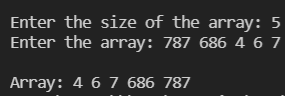 Enter the size of the array: 5
Enter the array: 787 686 4 6 7
Array: 4 6 7 686 787